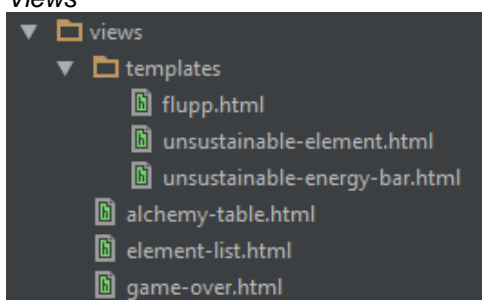 Views
views
templates
flupp.html
unsustainable-element.html
unsustainable-energy-bar.html
alchemy-table.html
element-list.html
game-over.html